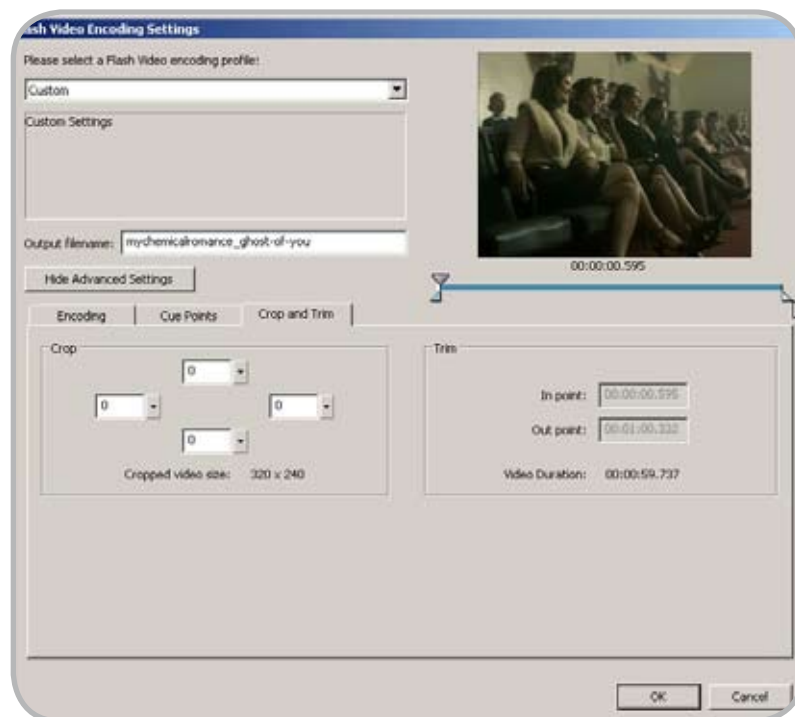 ash Video Encoding Settings
Please select a Flash Video encoding profile:
Custom
Custom Settings
Output filename: mychemicalromance_ghost-of-you
00:00:00.595
Hide Advanced Settings
Encoding Cue Points Crop and Trim
Crop
0
0 0
0
Cropped video size: 320 x 240
Trim
In point: 00:00:00.595
Out point: 00:01:00.332
Video Duration: 00:00:59.737
OK Cancel